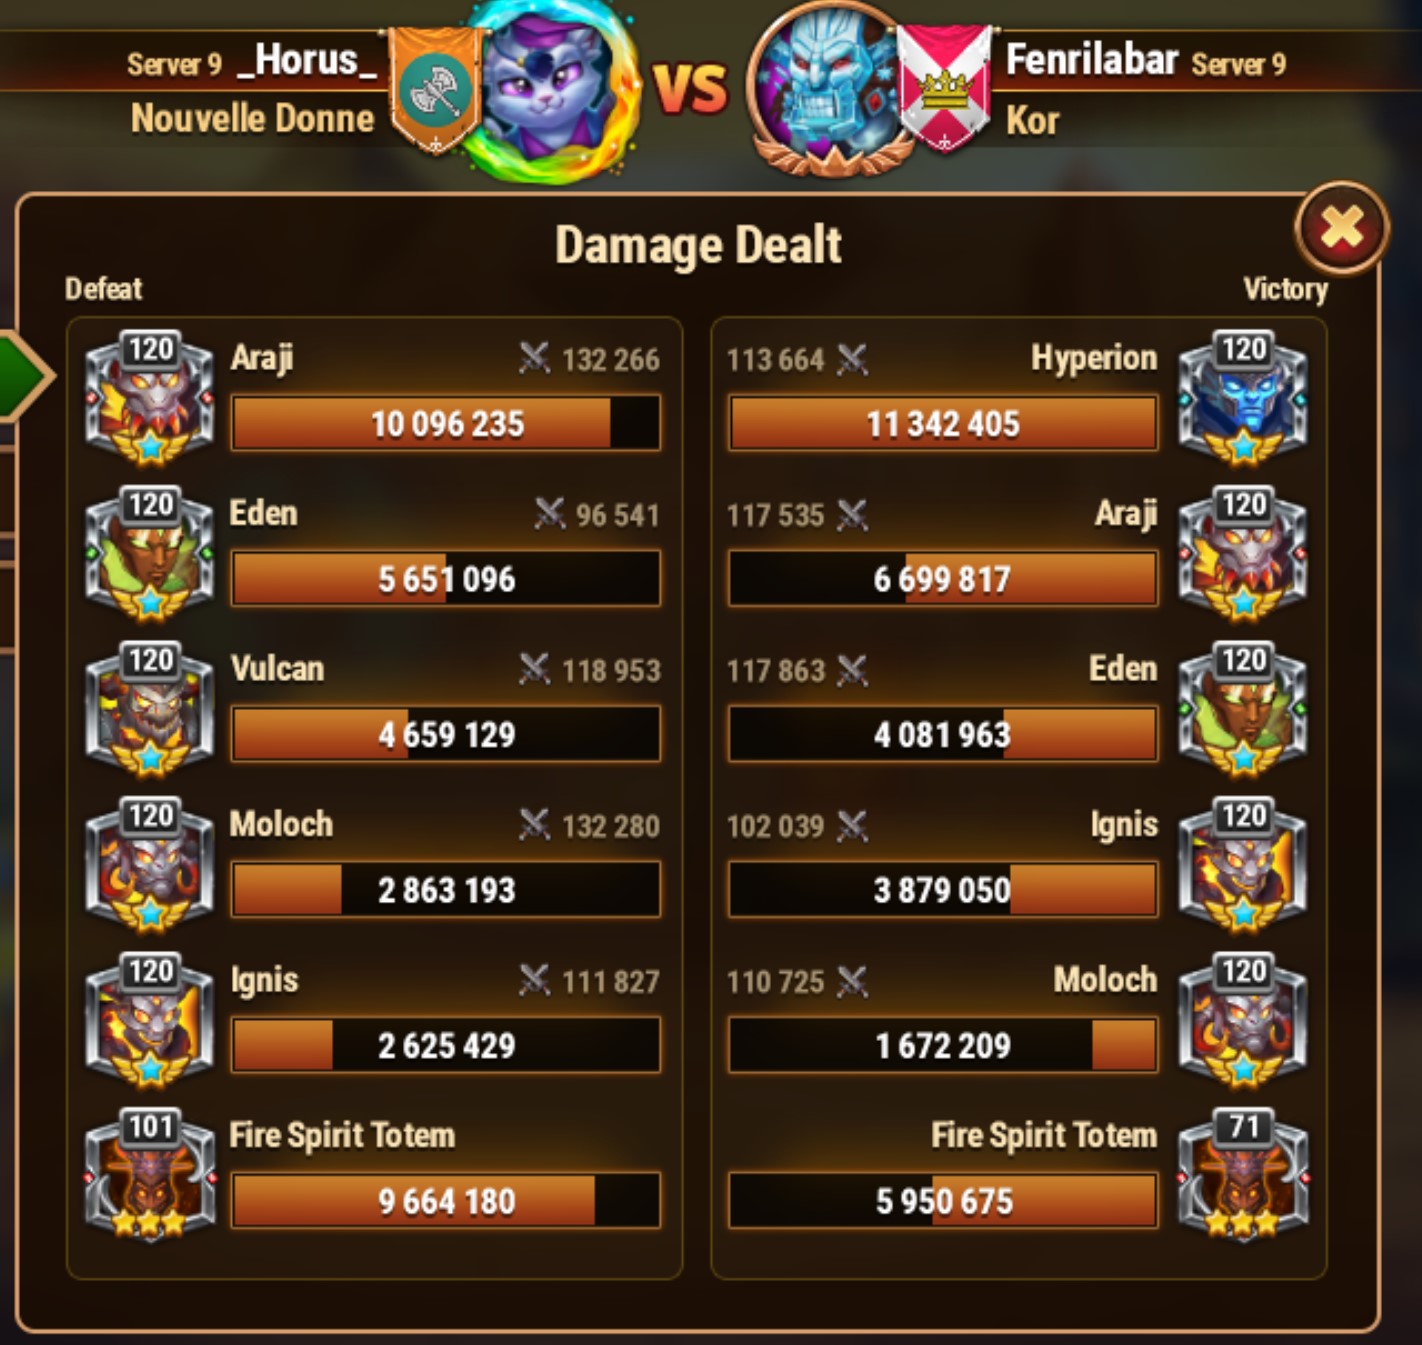 Server 9 _Horus_
Nouvelle Donne
VS
Fenrilabar Server 9
Kor
Damage Dealt
Defeat
Victory
120 Araji 132 266
10 096 235
113 664 Hyperion 120
11 342 405
120 Eden 96 541
5 651 096
117 535 Araji 120
6 699 817
120 Vulcan 118 953
4 659 129
117 863 Eden 120
4 081 963
120 Moloch 132 280
2 863 193
102 039 Ignis 120
3 879 050
120 Ignis 111 827
2 625 429
110 725 Moloch 120
1 672 209
101 Fire Spirit Totem
9 664 180
Fire Spirit Totem 71
5 950 675